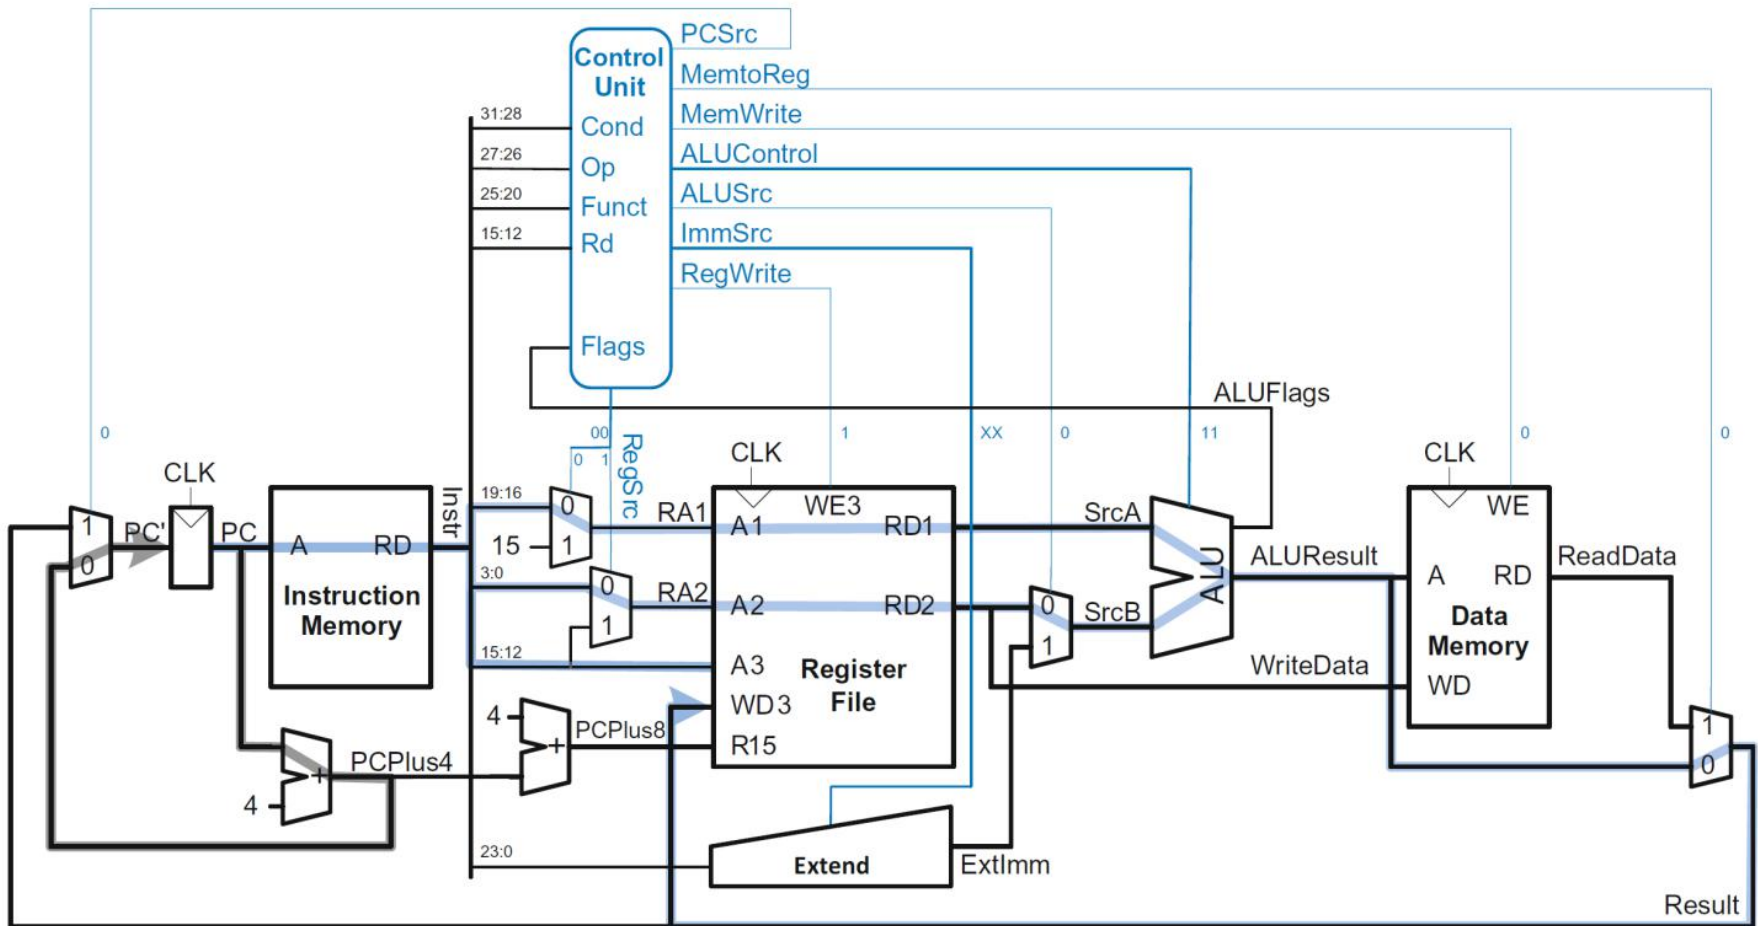 PCSrc
Control
Unit
MemtoReg
31:28
Cond
MemWrite
27:26
Op
ALUControl
25:20
Funct
ALUSrc
15:12
Rd
ImmSrc
RegWrite
Flags
ALUFlags
0
00
RegSrc
1
XX
0
11
0
0
0 1
CLK
CLK
CLK
1
0
PC'
PC
A
RD
Instruction
Memory
Instr
19:16
0
15
1
RA1
A1
WE3
RD1
SrcA
3:0
0
1
RA2
A2
RD2
0
1
SrcB
ALU
ALUResult
WE
A
RD
Data
Memory
WD
ReadData
15:12
A3
Register
File
WriteData
WD3
4
+
PCPlus8
R15
PCPlus4
+
4
1
0
23:0
Extend
ExtImm
Result